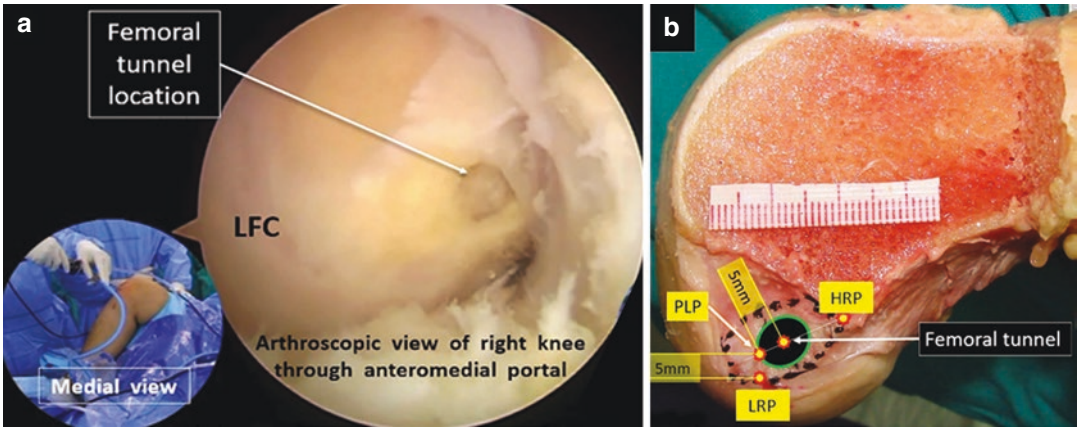 a
Femoral
tunnel
location
LFC
Arthroscopic view of right knee
through anteromedial portal
Medial view
b
5mm
HRP
PLP
Femoral tunnel
5mm
LRP